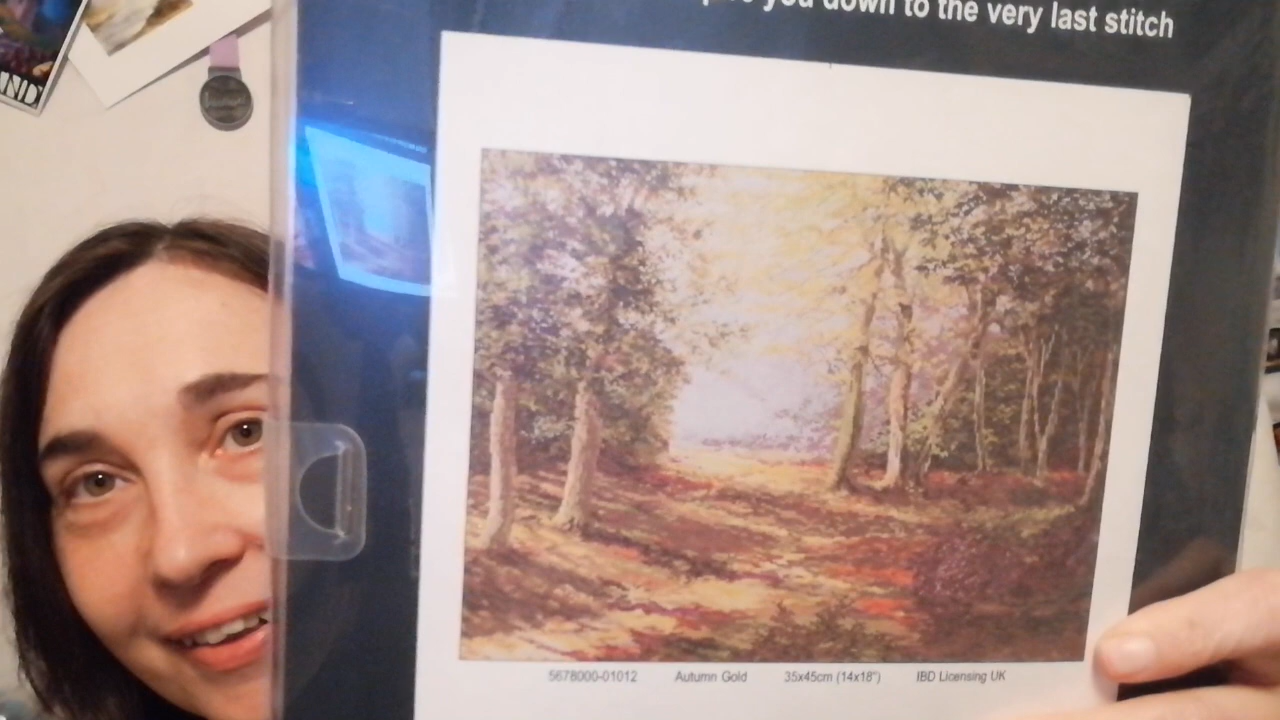 you down to the very last stitch
5678000-01012 Autumn Gold 35x45cm (14x18") IBD Licensing UK